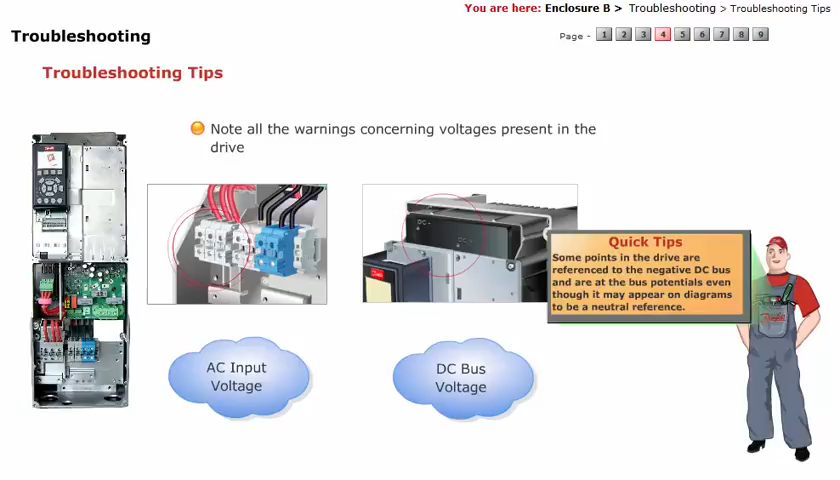 You are here: Enclosure B > Troubleshooting > Troubleshooting Tips
Troubleshooting
Page - 1 2 3 4 5 6 7 8 9
Troubleshooting Tips
Note all the warnings concerning voltages present in the
drive
DC -
DC +
Quick Tips
Some points in the drive are
referenced to the negative DC bus
and are at the bus potentials even
though it may appear on diagrams
to be a neutral reference.
Danfoss
AC Input
Voltage
DC Bus
Voltage